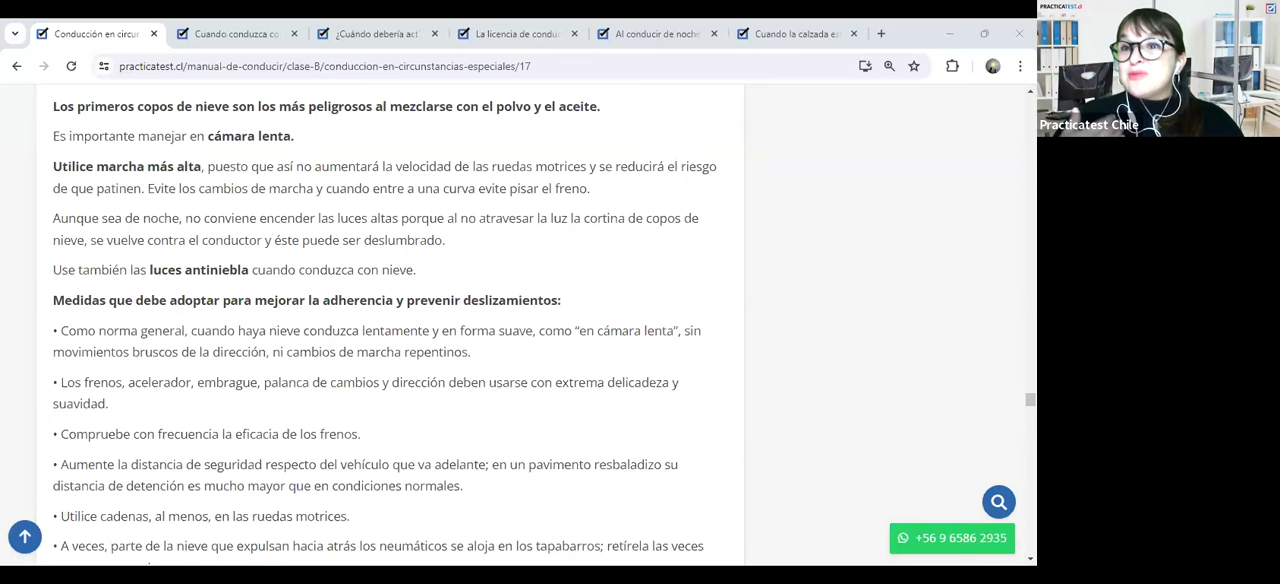 Conducción en circun
Cuando conduzca co
¿Cuándo debería act
La licencia de conduc
Al conducir de noche
Cuando la calzada es
practicatest.cl/manual-de-conducir/clase-B/conduccion-en-circunstancias-especiales/17
PRACTICATEST.cl
Practicatest Chile
Los primeros copos de nieve son los más peligrosos al mezclarse con el polvo y el aceite.
Es importante manejar en cámara lenta.
Utilice marcha más alta, puesto que así no aumentará la velocidad de las ruedas motrices y se reducirá el riesgo
de que patinen. Evite los cambios de marcha y cuando entre a una curva evite pisar el freno.
Aunque sea de noche, no conviene encender las luces altas porque al no atravesar la luz la cortina de copos de
nieve, se vuelve contra el conductor y éste puede ser deslumbrado.
Use también las luces antiniebla cuando conduzca con nieve.
Medidas que debe adoptar para mejorar la adherencia y prevenir deslizamientos:
• Como norma general, cuando haya nieve conduzca lentamente y en forma suave, como “en cámara lenta”, sin
movimientos bruscos de la dirección, ni cambios de marcha repentinos.
• Los frenos, acelerador, embrague, palanca de cambios y dirección deben usarse con extrema delicadeza y
suavidad.
• Compruebe con frecuencia la eficacia de los frenos.
• Aumente la distancia de seguridad respecto del vehículo que va adelante; en un pavimento resbaladizo su
distancia de detención es mucho mayor que en condiciones normales.
• Utilice cadenas, al menos, en las ruedas motrices.
• A veces, parte de la nieve que expulsan hacia atrás los neumáticos se aloja en los tapabarros; retírela las veces
+56 9 6586 2935